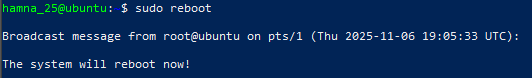 hamna_25@ubuntu: $ sudo reboot
Broadcast message from root@ubuntu on pts/1 (Thu 2025-11-06 19:05:33 UTC):
The system will reboot now!